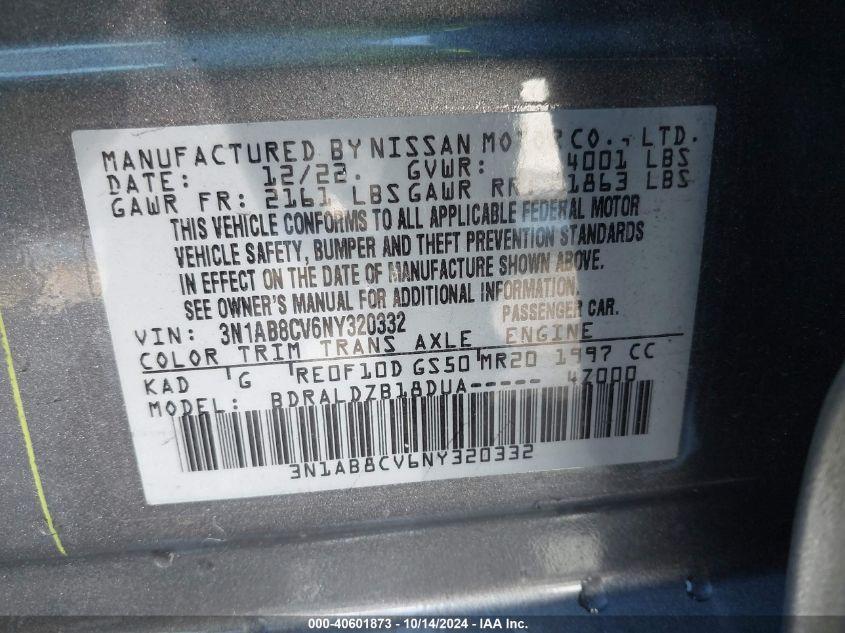 MANUFACTURED BY NISSAN MOTOR CO., LTD.
DATE: 12/22. GVWR: 4001 LBS
GAWR FR: 2161 LBS GAWR RR: 1863 LBS
THIS VEHICLE CONFORMS TO ALL APPLICABLE FEDERAL MOTOR
VEHICLE SAFETY, BUMPER AND THEFT PREVENTION STANDARDS
IN EFFECT ON THE DATE OF MANUFACTURE SHOWN ABOVE.
SEE OWNER'S MANUAL FOR ADDITIONAL INFORMATION.
VIN: 3N1AB8CV6NY320332 PASSENGER CAR.
COLOR TRIM TRANS AXLE ENGINE
KAD G RE0F10D GS50 MR20 1997 CC
MODEL: BDRALDZB18DUA----- 4Z000
3N1AB8CV6NY320332
000-40601873 - 10/14/2024 - IAA Inc.